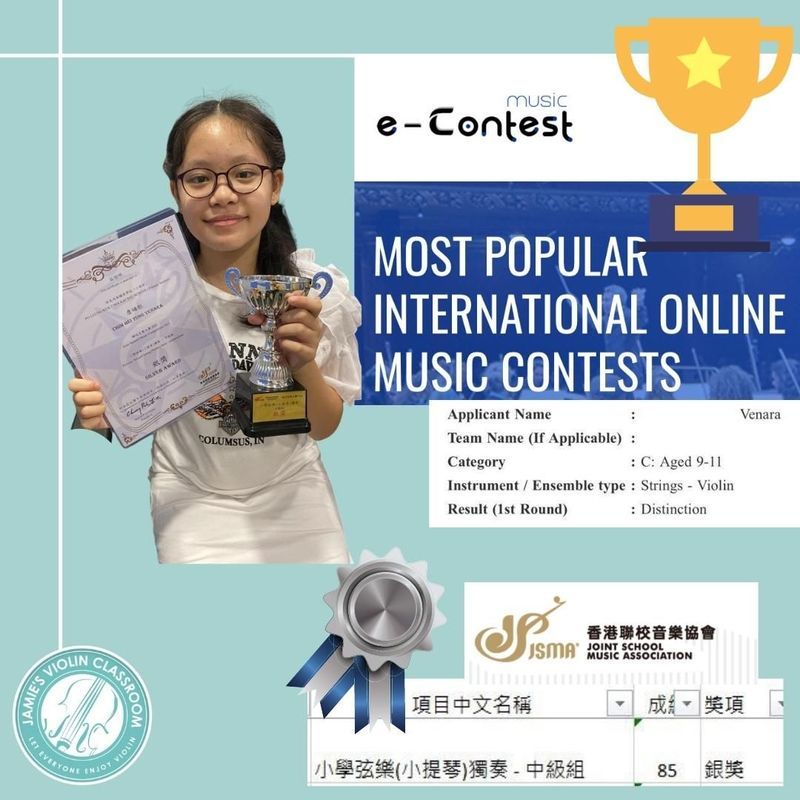 music
e-Contest
MOST POPULAR
INTERNATIONAL ONLINE
MUSIC CONTESTS
Applicant Name : Venara
Team Name (If Applicable) :
Category : C: Aged 9-11
Instrument / Ensemble type : Strings - Violin
Result (1st Round) : Distinction
銀獎
SILVER AWARD
COLUMSUS, IN
JSMA
香港聯校音樂協會
JOINT SCHOOL
MUSIC ASSOCIATION
項目中文名稱 成績 獎項
小學弦樂(小提琴)獨奏 - 中級組 85 銀獎
JAMIE'S VIOLIN CLASSROOM
LET EVERYONE ENJOY VIOLIN